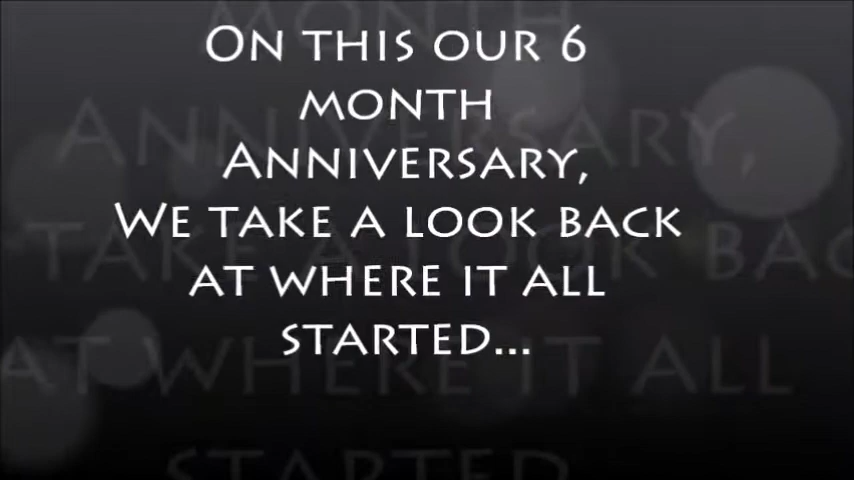 On this our 6
month
Anniversary,
We take a look back
at where it all
started...